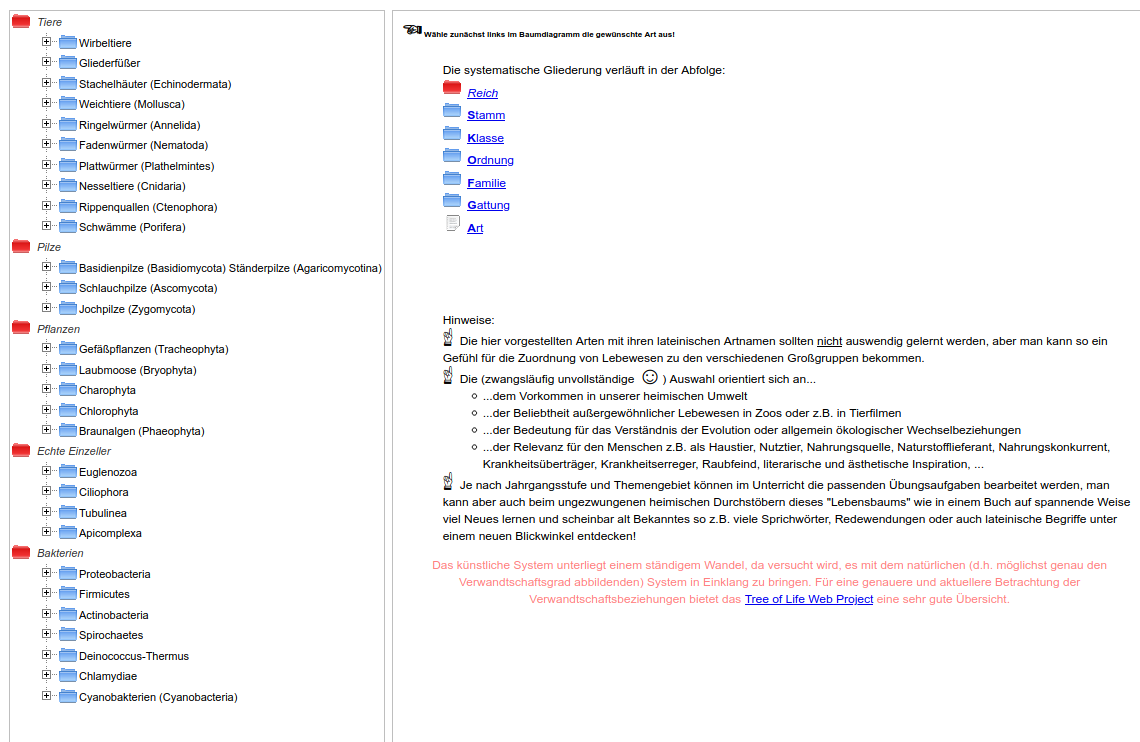 Tiere
Wirbeltiere
Gliederfüßer
Stachelhäuter (Echinodermata)
Weichtiere (Mollusca)
Ringelwürmer (Annelida)
Fadenwürmer (Nematoda)
Plattwürmer (Plathelmintes)
Nesseltiere (Cnidaria)
Rippenquallen (Ctenophora)
Schwämme (Porifera)
Pilze
Basidienpilze (Basidiomycota) Ständerpilze (Agaricomycotina)
Schlauchpilze (Ascomycota)
Jochpilze (Zygomycota)
Pflanzen
Gefäßpflanzen (Tracheophyta)
Laubmoose (Bryophyta)
Charophyta
Chlorophyta
Braunalgen (Phaeophyta)
Echte Einzeller
Euglenozoa
Ciliophora
Tubulinea
Apicomplexa
Bakterien
Proteobacteria
Firmicutes
Actinobacteria
Spirochaetes
Deinococcus-Thermus
Chlamydiae
Cyanobakterien (Cyanobacteria)
Wähle zunächst links im Baumdiagramm die gewünschte Art aus!
Die systematische Gliederung verläuft in der Abfolge:
Reich
Stamm
Klasse
Ordnung
Familie
Gattung
Art
Hinweise:
Die hier vorgestellten Arten mit ihren lateinischen Artnamen sollten nicht auswendig gelernt werden, aber man kann so ein
Gefühl für die Zuordnung von Lebewesen zu den verschiedenen Großgruppen bekommen.
Die (zwangsläufig unvollständige ☺ ) Auswahl orientiert sich an...
...dem Vorkommen in unserer heimischen Umwelt
...der Beliebtheit außergewöhnlicher Lebewesen in Zoos oder z.B. in Tierfilmen
...der Bedeutung für das Verständnis der Evolution oder allgemein ökologischer Wechselbeziehungen
...der Relevanz für den Menschen z.B. als Haustier, Nutztier, Nahrungsquelle, Naturstofflieferant, Nahrungskonkurrent,
Krankheitsüberträger, Krankheitserreger, Raubfeind, literarische und ästhetische Inspiration, ...
Je nach Jahrgangsstufe und Themengebiet können im Unterricht die passenden Übungsaufgaben bearbeitet werden, man
kann aber auch beim ungezwungenen heimischen Durchstöbern dieses "Lebensbaums" wie in einem Buch auf spannende Weise
viel Neues lernen und scheinbar alt Bekanntes so z.B. viele Sprichwörter, Redewendungen oder auch lateinische Begriffe unter
einem neuen Blickwinkel entdecken!
Das künstliche System unterliegt einem ständigem Wandel, da versucht wird, es mit dem natürlichen (d.h. möglichst genau den
Verwandtschaftsgrad abbildenden) System in Einklang zu bringen. Für eine genauere und aktuellere Betrachtung der
Verwandtschaftsbeziehungen bietet das Tree of Life Web Project eine sehr gute Übersicht.